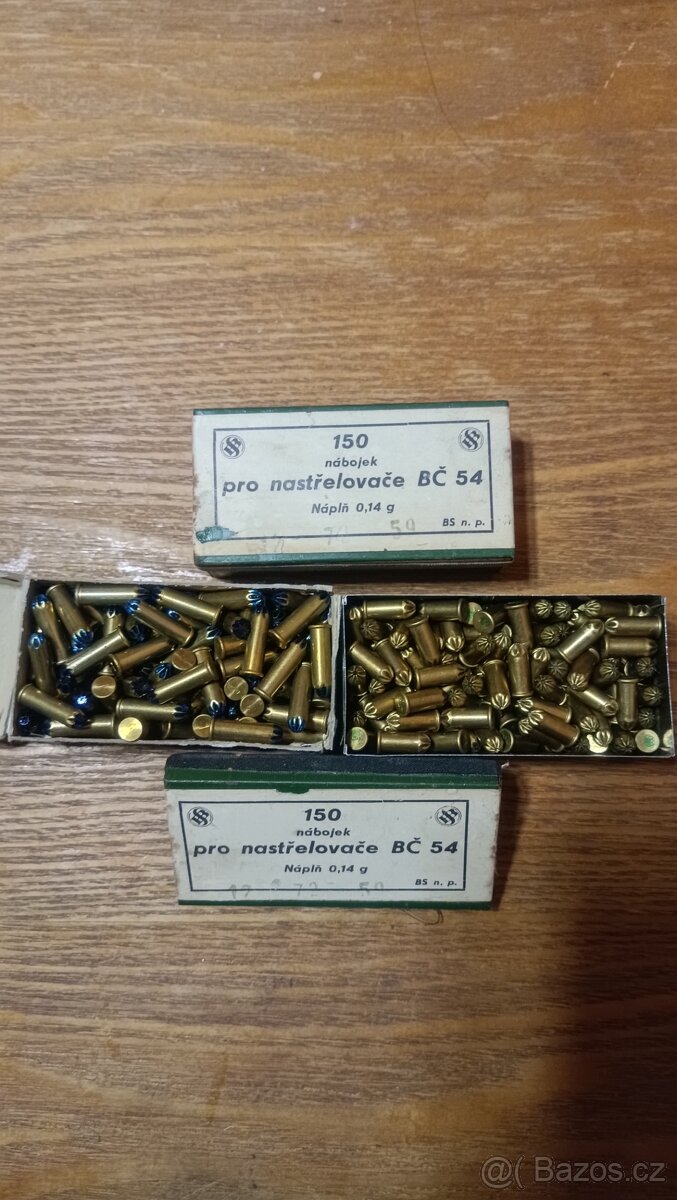 150
nábojek
pro nastřelovače BČ 54
Náplň 0,14 g
BS n. p.
59
150
nábojek
pro nastřelovače BČ 54
Náplň 0,14 g
BS n. p.
@( Bazos.cz